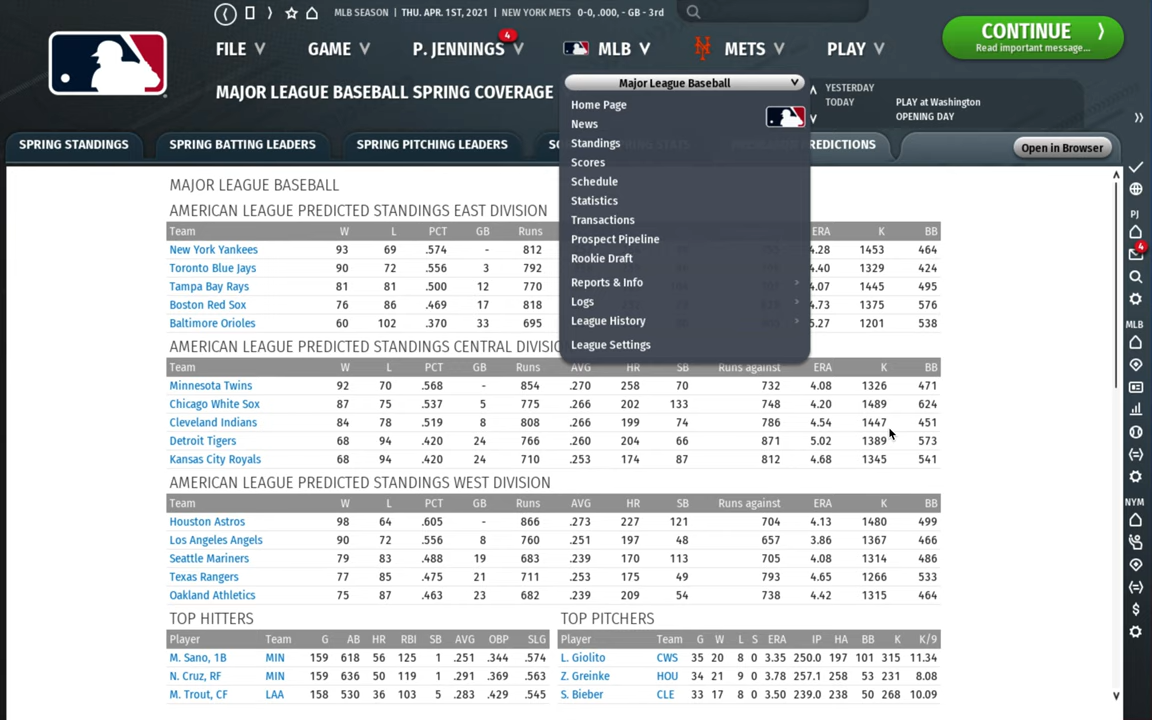 MLB SEASON | THU. APR. 1ST, 2021 | NEW YORK METS 0-0, .000, - GB - 3rd
FILE GAME P. JENNINGS 4 MLB METS PLAY
CONTINUE
Read important message...
MAJOR LEAGUE BASEBALL SPRING COVERAGE
Major League Baseball
YESTERDAY
TODAY PLAY at Washington
OPENING DAY
SPRING STANDINGS SPRING BATTING LEADERS SPRING PITCHING LEADERS PREDICTIONS Open in Browser
Home Page
News
Standings
Scores
Schedule
Statistics
Transactions
Prospect Pipeline
Rookie Draft
Reports & Info
Logs
League History
League Settings
MAJOR LEAGUE BASEBALL
AMERICAN LEAGUE PREDICTED STANDINGS EAST DIVISION
Team W L PCT GB Runs ERA K BB
New York Yankees 93 69 .574 - 812 4.28 1453 464
Toronto Blue Jays 90 72 .556 3 792 4.40 1329 424
Tampa Bay Rays 81 81 .500 12 770 4.07 1445 495
Boston Red Sox 76 86 .469 17 818 4.73 1375 576
Baltimore Orioles 60 102 .370 33 695 5.27 1201 538
AMERICAN LEAGUE PREDICTED STANDINGS CENTRAL
Team W L PCT GB Runs AVG HR SB Runs against ERA K BB
Minnesota Twins 92 70 .568 - 854 .270 258 70 732 4.08 1326 471
Chicago White Sox 87 75 .537 5 775 .266 202 133 748 4.20 1489 624
Cleveland Indians 84 78 .519 8 808 .266 199 74 786 4.54 1447 451
Detroit Tigers 68 94 .420 24 766 .260 204 66 871 5.02 1389 573
Kansas City Royals 68 94 .420 24 710 .253 174 87 812 4.68 1345 541
AMERICAN LEAGUE PREDICTED STANDINGS WEST DIVISION
Team W L PCT GB Runs AVG HR SB Runs against ERA K BB
Houston Astros 98 64 .605 - 866 .273 227 121 704 4.13 1480 499
Los Angeles Angels 90 72 .556 8 760 .251 197 48 657 3.86 1367 466
Seattle Mariners 79 83 .488 19 683 .239 170 113 705 4.08 1314 486
Texas Rangers 77 85 .475 21 711 .253 175 49 793 4.65 1266 533
Oakland Athletics 75 87 .463 23 682 .239 209 54 738 4.42 1315 464
TOP HITTERS
Player Team G AB HR RBI SB AVG OBP SLG
M. Sano, 1B MIN 159 618 56 125 1 .251 .344 .574
N. Cruz, RF MIN 159 636 50 119 1 .291 .369 .563
M. Trout, CF LAA 158 530 36 103 5 .283 .429 .545
TOP PITCHERS
Player Team G W L S ERA IP HA BB K K/9
L. Giolito CWS 35 20 8 0 3.35 250.0 197 101 315 11.34
Z. Greinke HOU 34 21 9 0 3.78 257.1 258 53 231 8.08
S. Bieber CLE 33 17 8 0 3.50 239.0 238 50 268 10.09
PJ
4
MLB
NYM